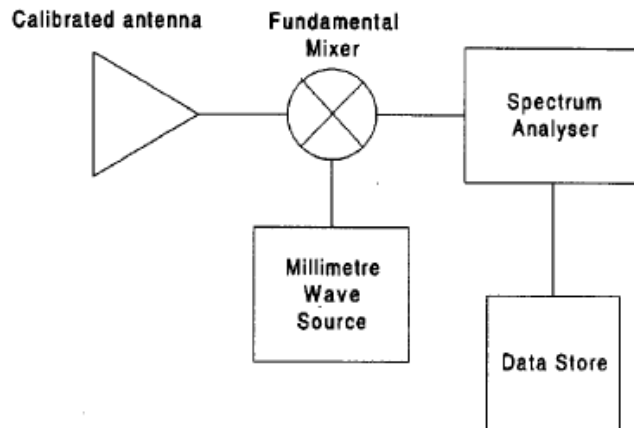 Calibrated antenna
Fundamental
Mixer
Spectrum
Analyser
Millimetre
Wave
Source
Data Store